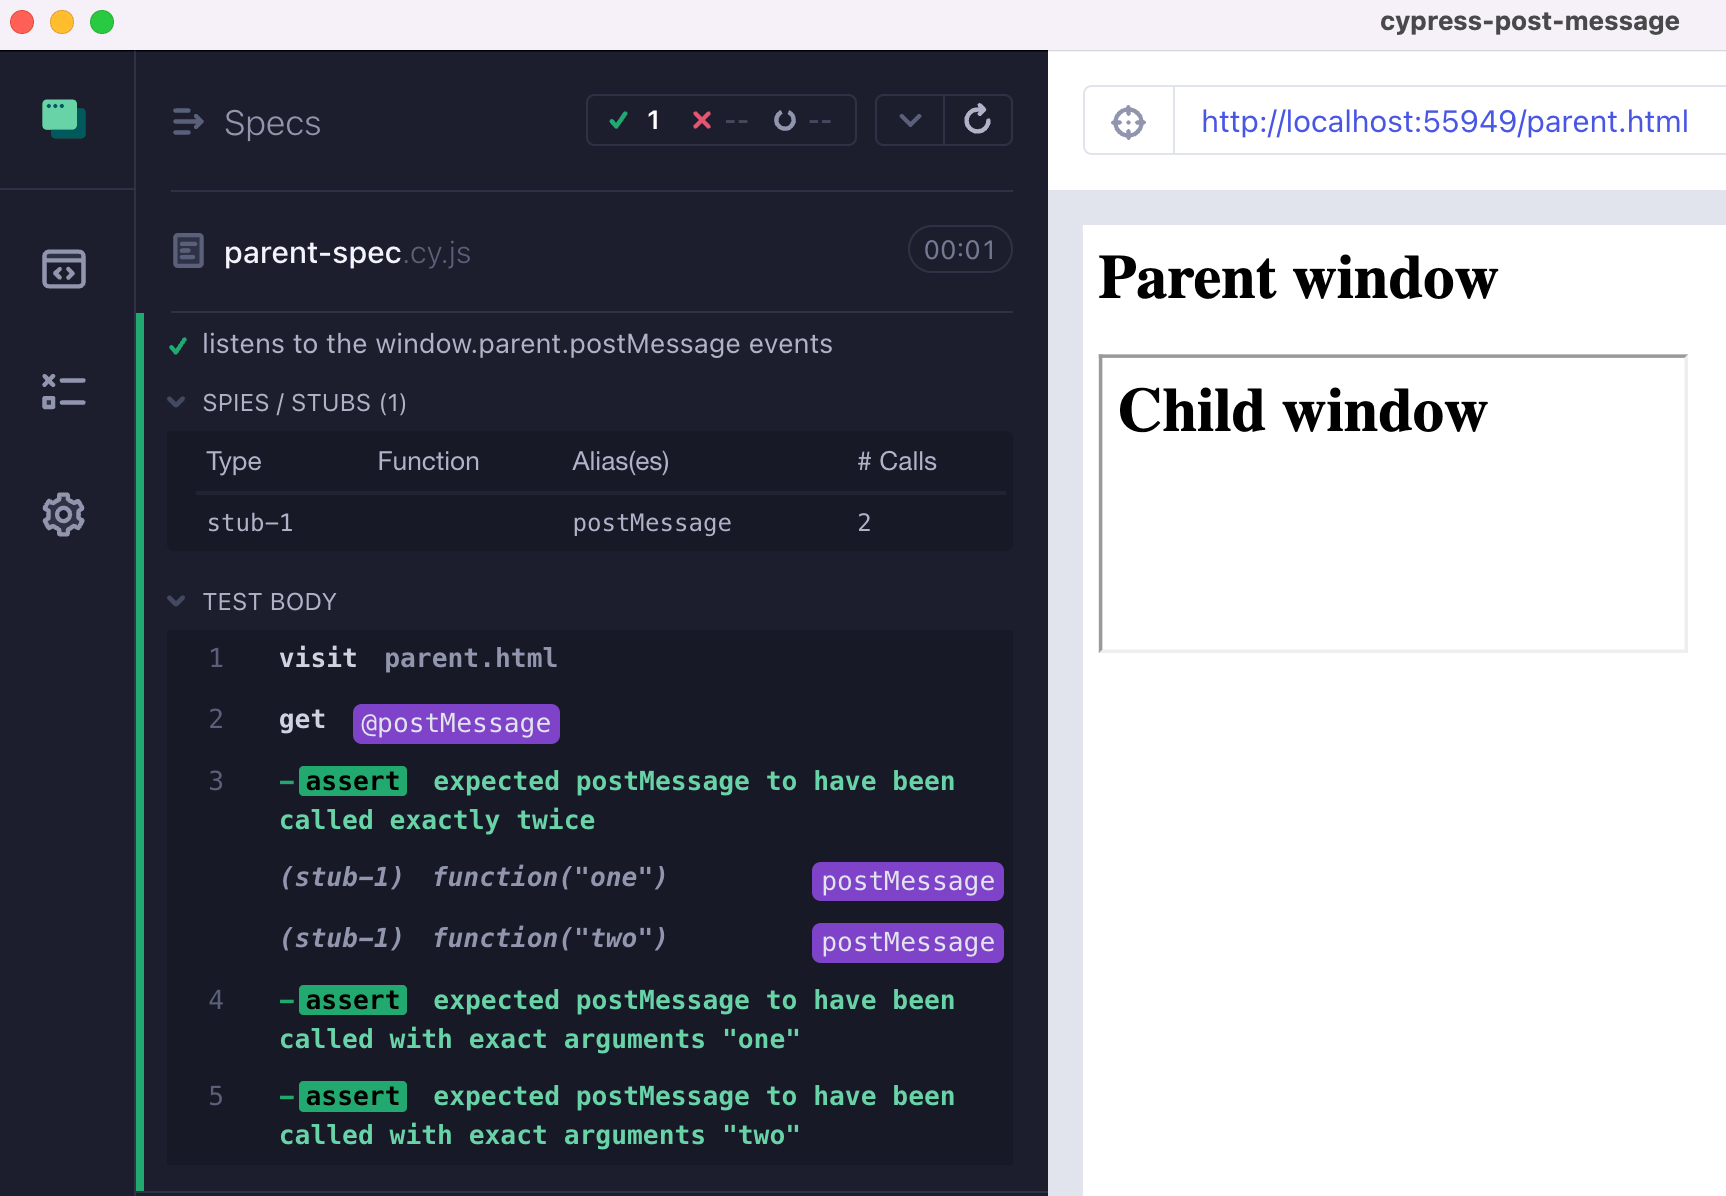 cypress-post-message
Specs
1 -- --
http://localhost:55949/parent.html
parent-spec.cy.js
00:01
listens to the window.parent.postMessage events
SPIES / STUBS (1)
Type Function Alias(es) # Calls
stub-1 postMessage 2
TEST BODY
1 visit parent.html
2 get @postMessage
3 -assert expected postMessage to have been
called exactly twice
(stub-1) function("one") postMessage
(stub-1) function("two") postMessage
4 -assert expected postMessage to have been
called with exact arguments "one"
5 -assert expected postMessage to have been
called with exact arguments "two"
Parent window
Child window